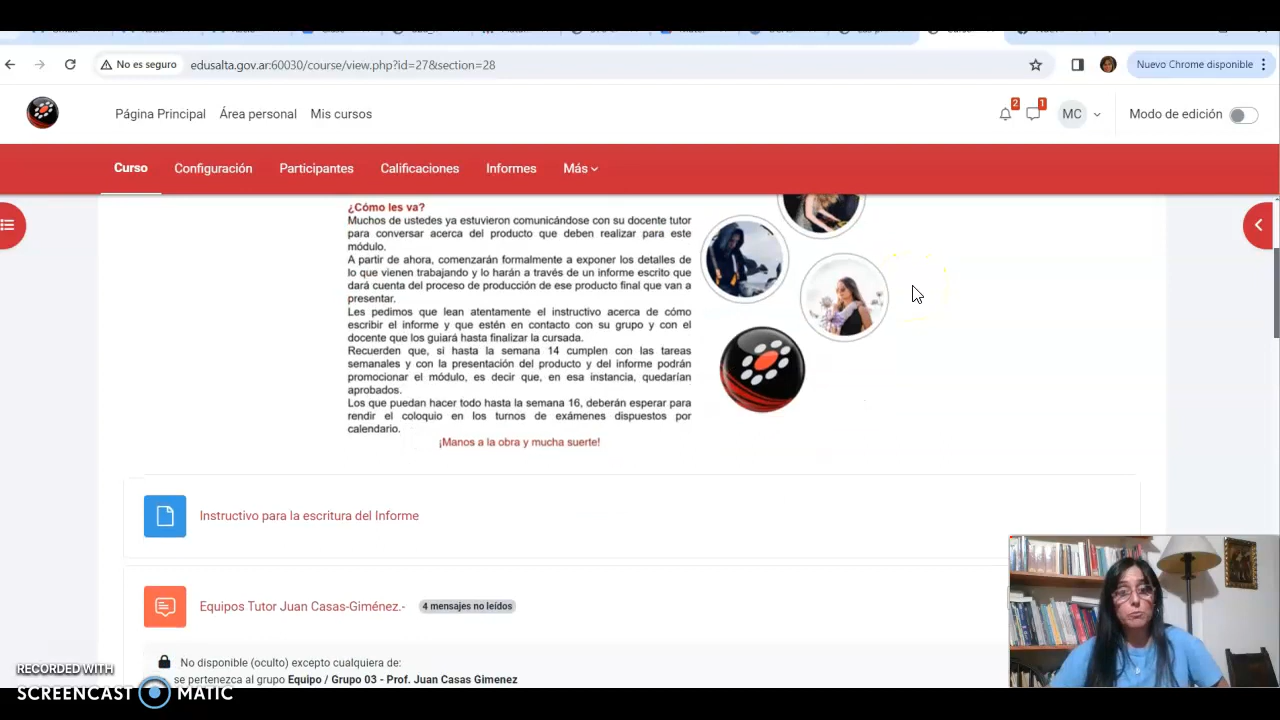 No es seguro
edusalta.gov.ar:60030/course/view.php?id=27&section=28
Nuevo Chrome disponible
Página Principal Área personal Mis cursos
2
1
MC
Modo de edición
Curso Configuración Participantes Calificaciones Informes Más
¿Cómo les va?
Muchos de ustedes ya estuvieron comunicándose con su docente tutor
para conversar acerca del producto que deben realizar para este
módulo.
A partir de ahora, comenzarán formalmente a exponer los detalles de
lo que vienen trabajando y lo harán a través de un informe escrito que
dará cuenta del proceso de producción de ese producto final que van a
presentar.
Les pedimos que lean atentamente el instructivo acerca de cómo
escribir el informe y que estén en contacto con su grupo y con el
docente que los guiará hasta finalizar la cursada.
Recuerden que, si hasta la semana 14 cumplen con las tareas
semanales y con la presentación del producto y del informe podrán
promocionar el módulo, es decir que, en esa instancia, quedarían
aprobados.
Los que puedan hacer todo hasta la semana 16, deberán esperar para
rendir el coloquio en los turnos de exámenes dispuestos por
calendario.
¡Manos a la obra y mucha suerte!
Instructivo para la escritura del Informe
Equipos Tutor Juan Casas-Giménez.- 4 mensajes no leídos
No disponible (oculto) excepto cualquiera de:
se pertenezca al grupo Equipo / Grupo 03 - Prof. Juan Casas Gimenez
RECORDED WITH
SCREENCAST MATIC